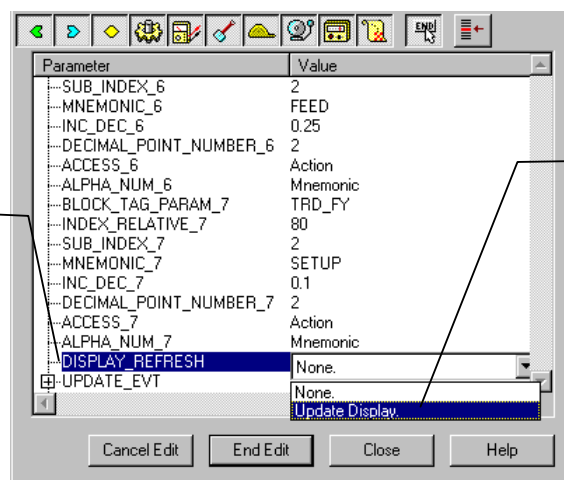 END
Parameter Value
SUB_INDEX_6 2
MNEMONIC_6 FEED
INC_DEC_6 0.25
DECIMAL_POINT_NUMBER_6 2
ACCESS_6 Action
ALPHA_NUM_6 Mnemonic
BLOCK_TAG_PARAM_7 TRD_FY
INDEX_RELATIVE_7 80
SUB_INDEX_7 2
MNEMONIC_7 SETUP
INC_DEC_7 0.1
DECIMAL_POINT_NUMBER_7 2
ACCESS_7 Action
ALPHA_NUM_7 Mnemonic
DISPLAY_REFRESH None.
UPDATE_EVT
None.
Update Display.
Cancel Edit End Edit Close Help